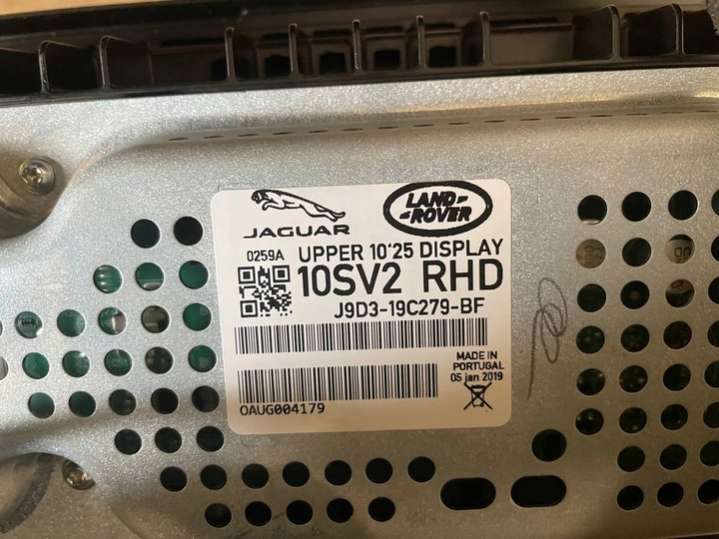 JAGUAR
LAND-
-ROVER
0259A UPPER 10'25 DISPLAY
10SV2 RHD
J9D3-19C279-BF
MADE IN
PORTUGAL
05 jan 2019
OAUG004179